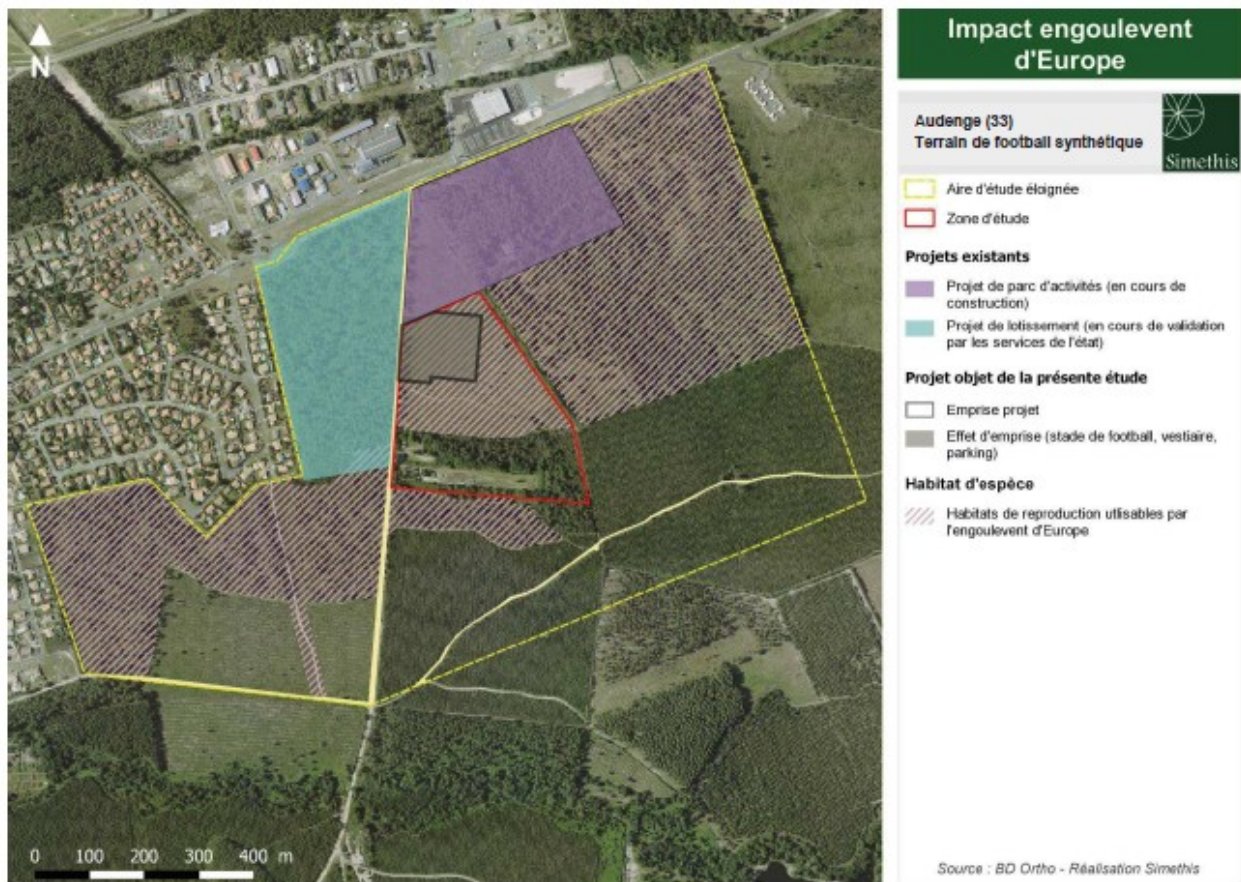 N
0 100 200 300 400 m
Impact engoulevent
d'Europe
Audenge (33)
Terrain de football synthétique
Simethis
Aire d'étude éloignée
Zone d'étude
Projets existants
Projet de parc d'activités (en cours de
construction)
Projet de lotissement (en cours de validation
par les services de l'état)
Projet objet de la présente étude
Emprise projet
Effet d'emprise (stade de football, vestiaire,
parking)
Habitat d'espèce
Habitats de reproduction utlisables par
l'engoulevent d'Europe
Source : BD Ortho - Réalisation Simethis